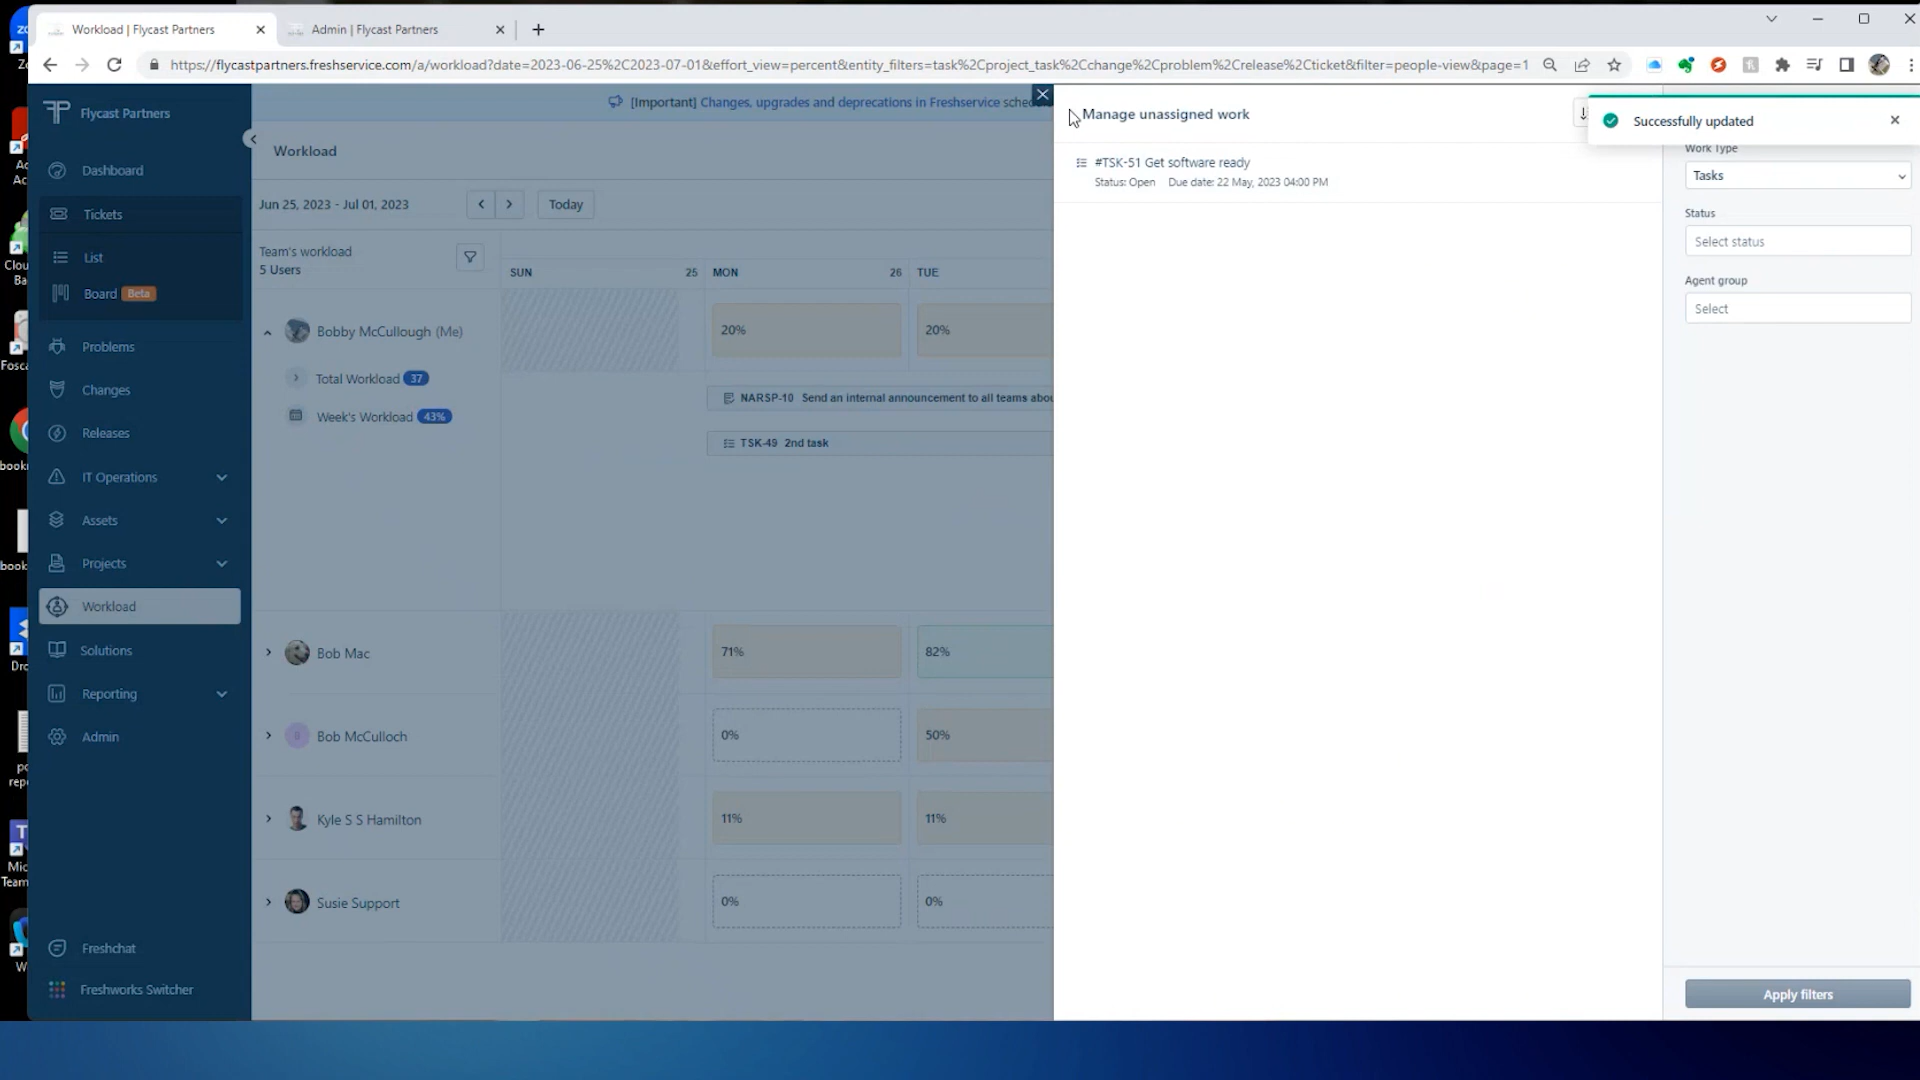 Workload | Flycast Partners
Admin | Flycast Partners
https://flycastpartners.freshservice.com/a/workload?date=2023-06-25%2C2023-07-01&effort_view=percent&entity_filters=task%2Cproject_task%2Cchange%2Cproblem%2Crelease%2Cticket&filter=people-view&page=1
Flycast Partners
Dashboard
Tickets
List
Board Beta
Problems
Changes
Releases
IT Operations
Assets
Projects
Workload
Solutions
Reporting
Admin
Freshchat
Freshworks Switcher
[Important] Changes, upgrades and deprecations in Freshservice
Workload
Jun 25, 2023 - Jul 01, 2023
Today
Team's workload
5 Users
SUN 25 MON 26 TUE
Bobby McCullough (Me) 20% 20%
Total Workload 37
Week's Workload 43%
NARSP-10 Send an internal announcement to all teams
TSK-49 2nd task
Bob Mac 71% 82%
Bob McCulloch 0% 50%
Kyle S S Hamilton 11% 11%
Susie Support 0% 0%
Manage unassigned work
#TSK-51 Get software ready
Status: Open Due date: 22 May, 2023 04:00 PM
Successfully updated
Work Type
Tasks
Status
Select status
Agent group
Select
Apply filters